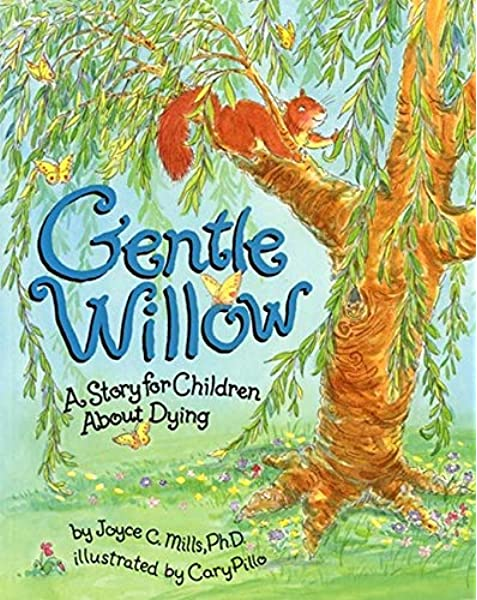 Gentle
Willow
A Story for Children
About Dying
by Joyce C. Mills, Ph.D.
illustrated by Cary Pillo